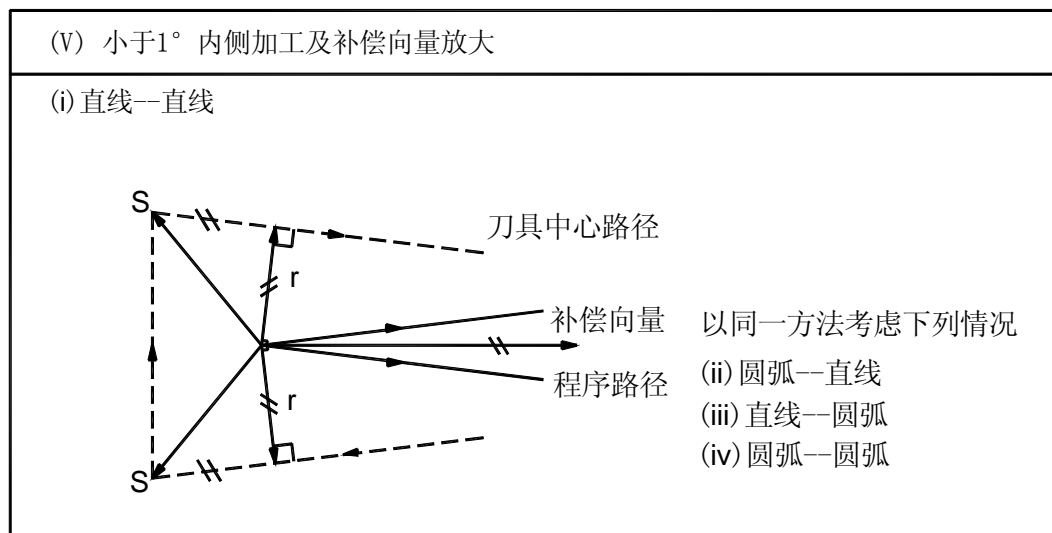 (V) 小于1° 内侧加工及补偿向量放大
(i)直线--直线
S
刀具中心路径
r
补偿向量
以同一方法考虑下列情况
(ii)圆弧--直线
程序路径
r
(iii)直线--圆弧
(iv)圆弧--圆弧
S